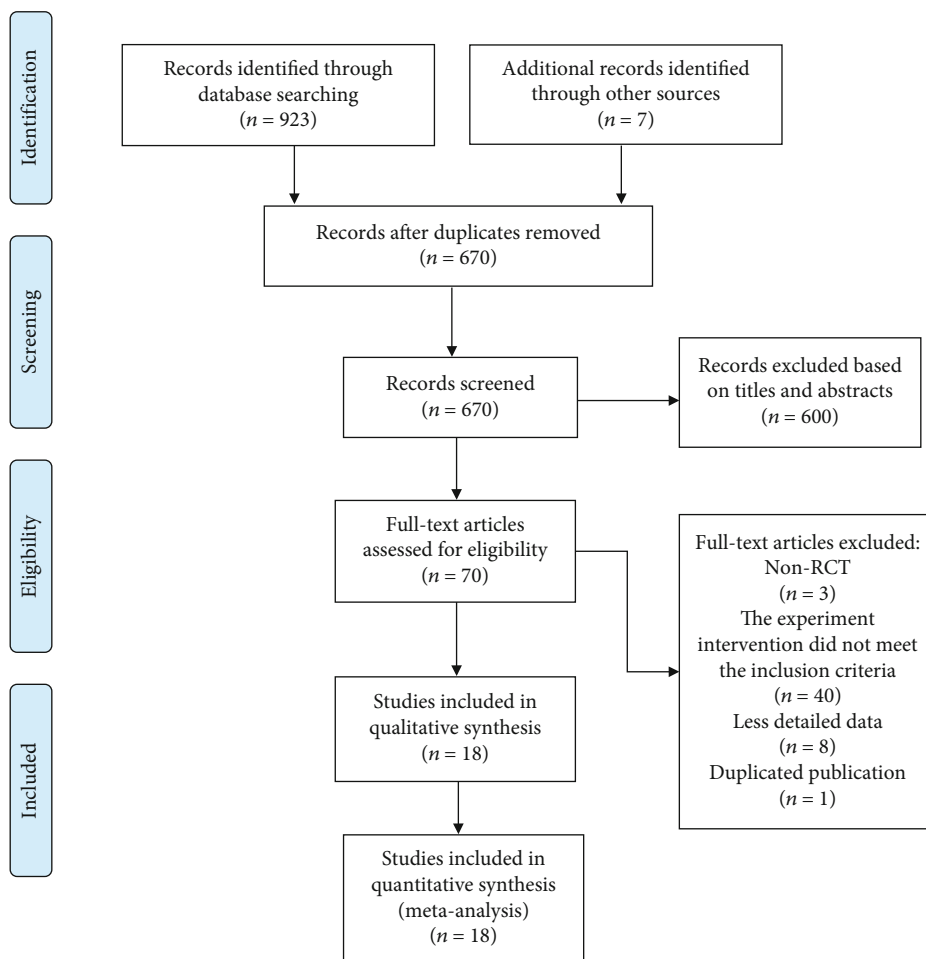 Identification
Records identified through
database searching
(n = 923)
Additional records identified
through other sources
(n = 7)
Records after duplicates removed
(n = 670)
Screening
Records screened
(n = 670)
Records excluded based
on titles and abstracts
(n = 600)
Eligibility
Full-text articles
assessed for eligibility
(n = 70)
Full-text articles excluded:
Non-RCT
(n = 3)
The experiment
intervention did not meet
the inclusion criteria
(n = 40)
Less detailed data
(n = 8)
Duplicated publication
(n = 1)
Included
Studies included in
qualitative synthesis
(n = 18)
Studies included in
quantitative synthesis
(meta-analysis)
(n = 18)